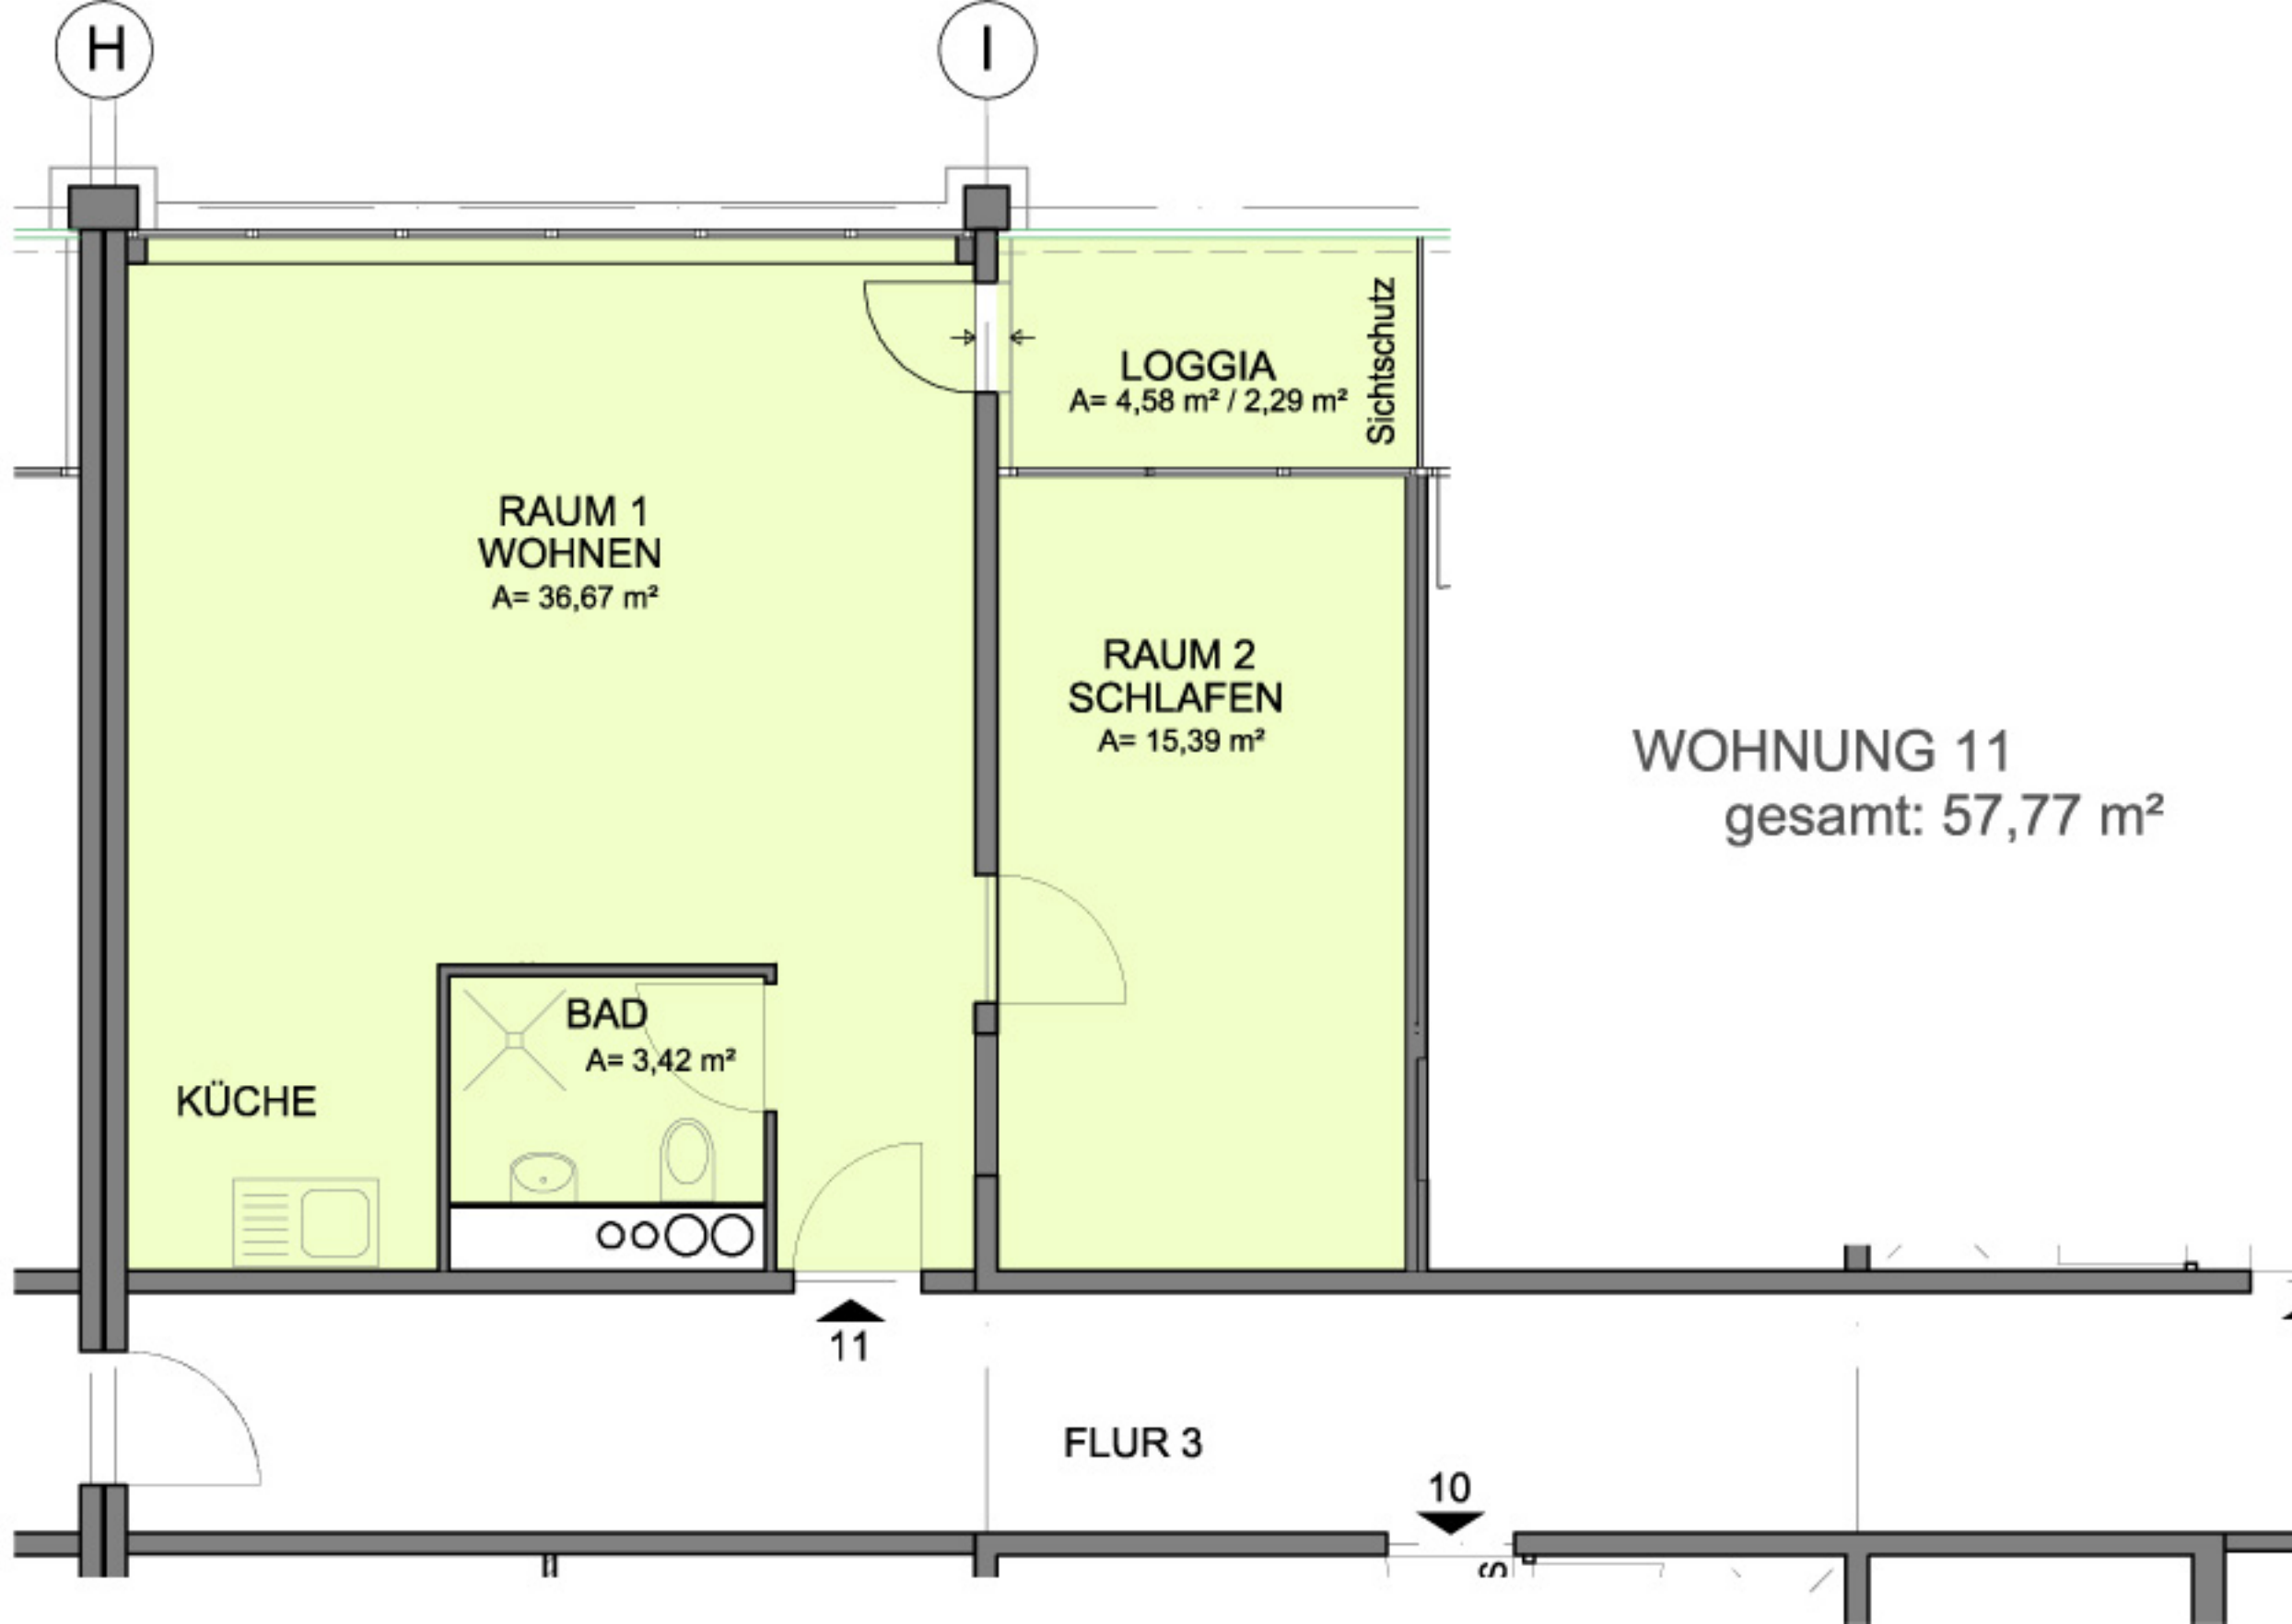 H
I
LOGGIA
A= 4,58 m² / 2,29 m²
Sichtschutz
RAUM 1
WOHNEN
A= 36,67 m²
RAUM 2
SCHLAFEN
A= 15,39 m²
WOHNUNG 11
gesamt: 57,77 m²
BAD
A= 3,42 m²
KÜCHE
11
FLUR 3
10
S